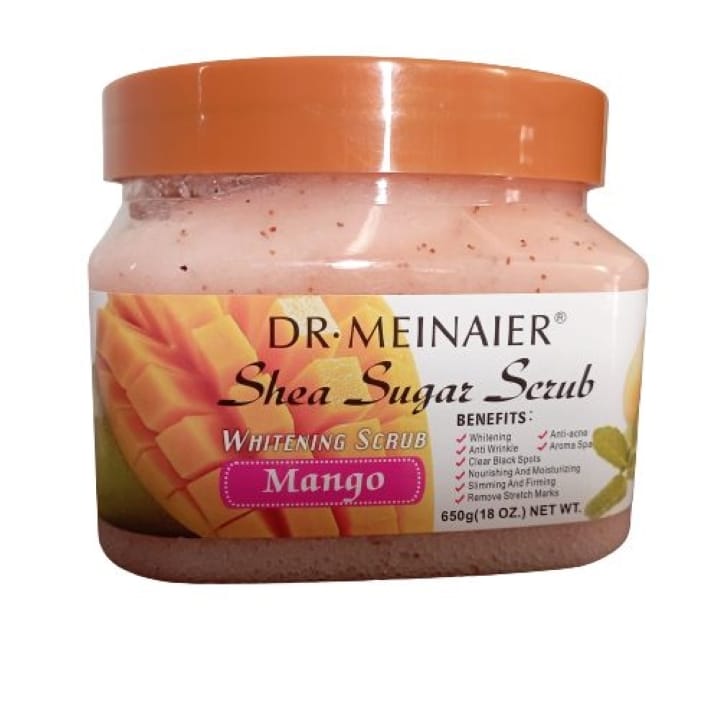 DR·MEINAIER®
Shea Sugar Scrub
WHITENING SCRUB
Mango
BENEFITS:
✓ Whitening ✓ Anti-acne
✓ Anti Wrinkle ✓ Aroma Spa
✓ Clear Black Spots
✓ Nourishing And Moisturizing
✓ Slimming And Firming
✓ Remove Stretch Marks
650g(18 OZ.) NET WT.